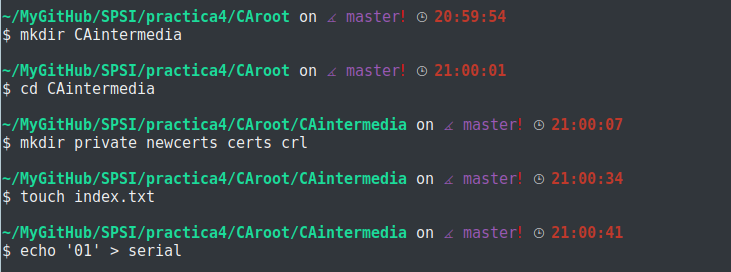 ~/MyGitHub/SPSI/practica4/CAroot on master! 20:59:54
$ mkdir CAintermedia
~/MyGitHub/SPSI/practica4/CAroot on master! 21:00:01
$ cd CAintermedia
~/MyGitHub/SPSI/practica4/CAroot/CAintermedia on master! 21:00:07
$ mkdir private newcerts certs crl
~/MyGitHub/SPSI/practica4/CAroot/CAintermedia on master! 21:00:34
$ touch index.txt
~/MyGitHub/SPSI/practica4/CAroot/CAintermedia on master! 21:00:41
$ echo '01' > serial